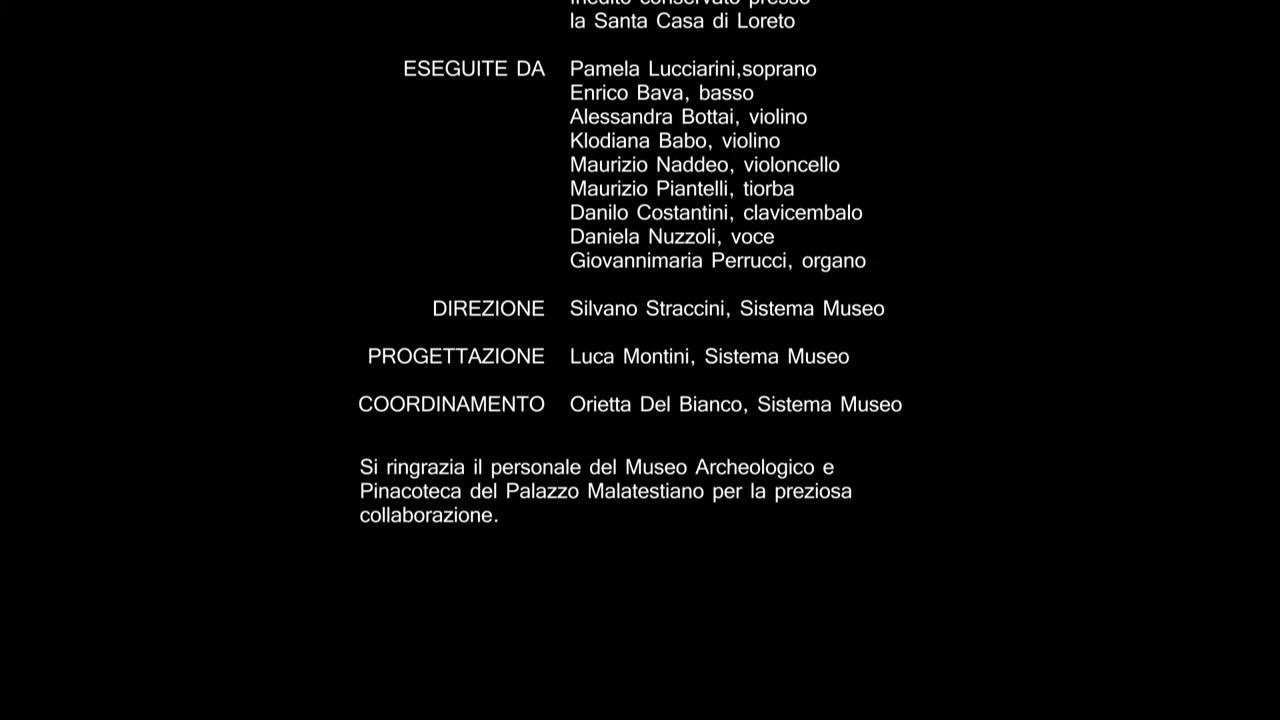 inedito conservato presso
la Santa Casa di Loreto
ESEGUITE DA Pamela Lucciarini,soprano
Enrico Bava, basso
Alessandra Bottai, violino
Klodiana Babo, violino
Maurizio Naddeo, violoncello
Maurizio Piantelli, tiorba
Danilo Costantini, clavicembalo
Daniela Nuzzoli, voce
Giovannimaria Perrucci, organo
DIREZIONE Silvano Straccini, Sistema Museo
PROGETTAZIONE Luca Montini, Sistema Museo
COORDINAMENTO Orietta Del Bianco, Sistema Museo
Si ringrazia il personale del Museo Archeologico e
Pinacoteca del Palazzo Malatestiano per la preziosa
collaborazione.